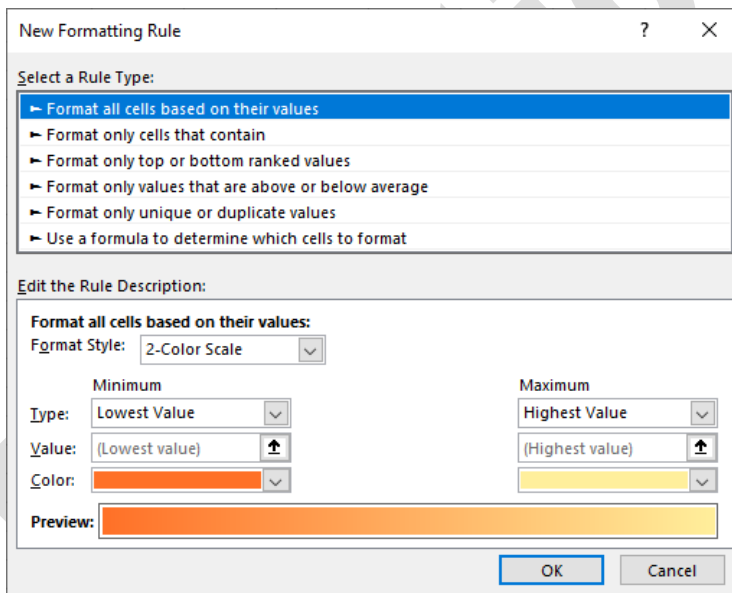 New Formatting Rule ? ×
Select a Rule Type:
► Format all cells based on their values
► Format only cells that contain
► Format only top or bottom ranked values
► Format only values that are above or below average
► Format only unique or duplicate values
► Use a formula to determine which cells to format
Edit the Rule Description:
Format all cells based on their values:
Format Style: 2-Color Scale
Minimum Maximum
Type: Lowest Value Highest Value
Value: (Lowest value) (Highest value)
Color:
Preview:
OK Cancel